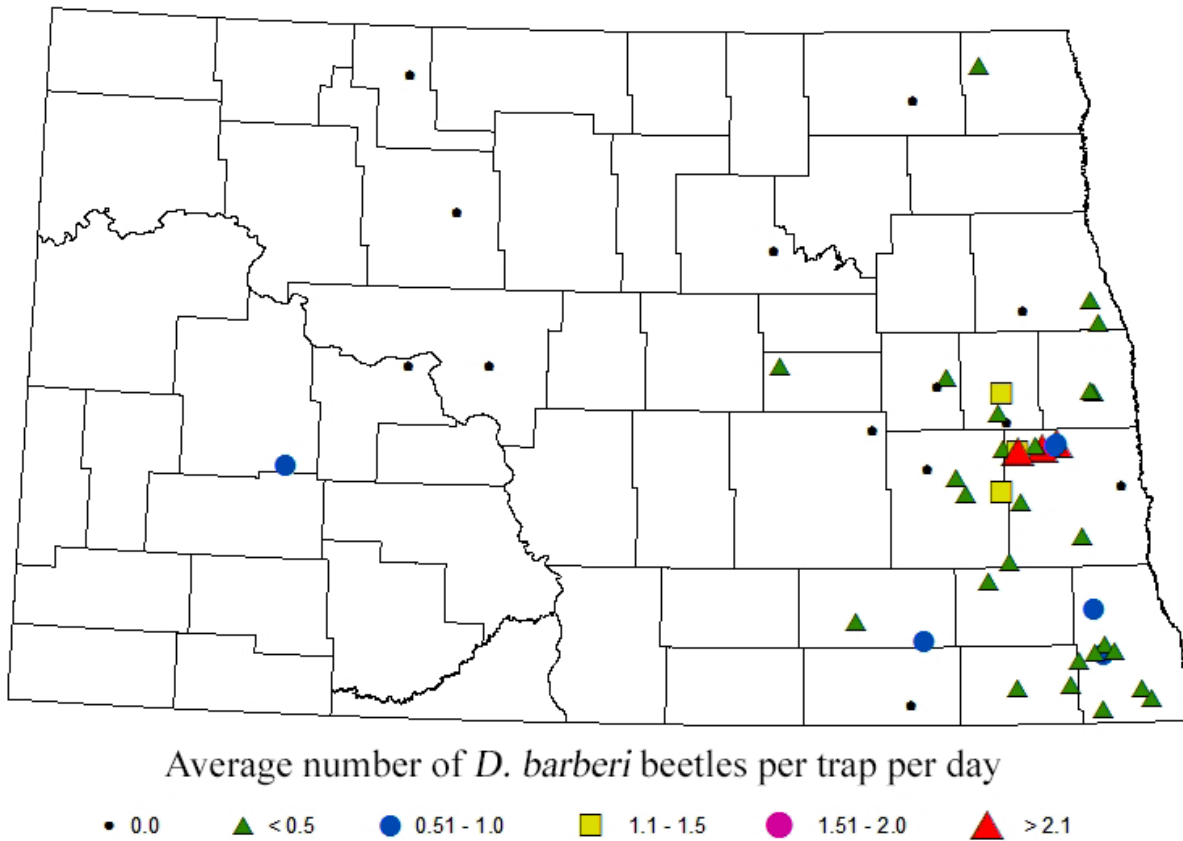 Average number of D. barberi beetles per trap per day
0.0 < 0.5 0.51 - 1.0 1.1 - 1.5 1.51 - 2.0 > 2.1